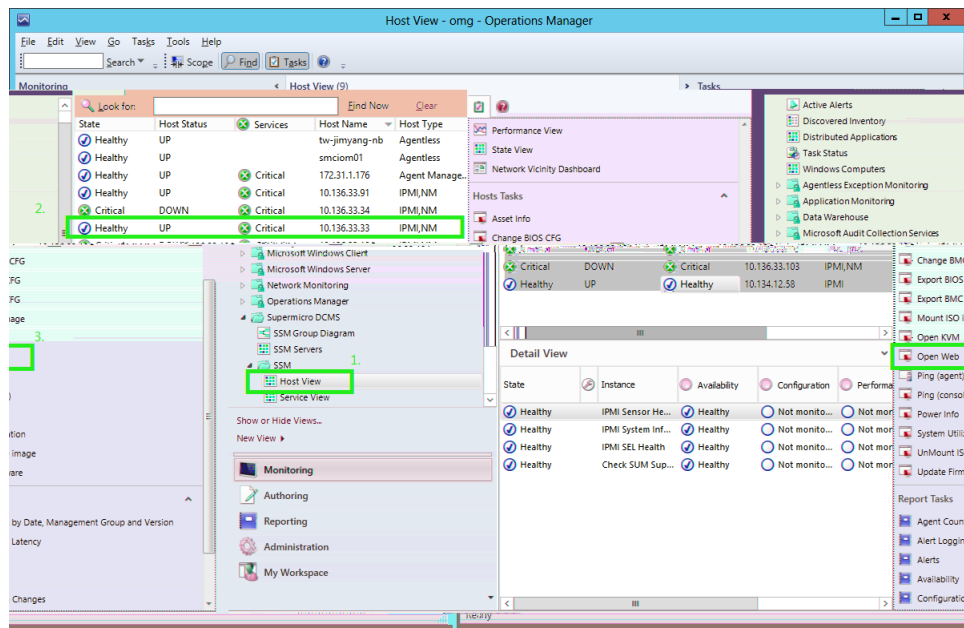 Host View - omg - Operations Manager
File Edit View Go Tasks Tools Help
Search Scope Find Tasks
Monitoring
Host View (9)
Tasks
Look for: Find Now Clear
State Host Status Services Host Name Host Type
Healthy UP tw-jimyang-nb Agentless
Healthy UP smciom01 Agentless
Healthy UP Critical 172.31.1.176 Agent Manage...
Healthy UP Critical 10.136.33.91 IPMI,NM
Critical DOWN Critical 10.136.33.34 IPMI,NM
2.
Healthy UP Critical 10.136.33.33 IPMI,NM
Performance View
State View
Network Vicinity Dashboard
Hosts Tasks
Asset Info
Change BIOS CFG
Active Alerts
Discovered Inventory
Distributed Applications
Task Status
Windows Computers
Agentless Exception Monitoring
Application Monitoring
Data Warehouse
Microsoft Audit Collection Services
CFG
FG
FG
age
3.
)
tion
image
are
by Date, Management Group and Version
Latency
Changes
Microsoft Windows Client
Microsoft Windows Server
Network Monitoring
Operations Manager
Supermicro DCMS
SSM Group Diagram
SSM Servers
1.
SSM
Host View
Service View
Show or Hide Views...
New View
Monitoring
Authoring
Reporting
Administration
My Workspace
Critical DOWN Critical 10.136.33.103 IPMI,NM
Healthy UP Healthy 10.134.12.58 IPMI
Detail View
State Instance Availability Configuration Performa
Healthy IPMI Sensor He... Healthy Not monito... Not mor
Healthy IPMI System Inf... Healthy Not monito... Not mor
Healthy IPMI SEL Health Healthy Not monito... Not mor
Healthy Check SUM Sup... Healthy Not monito... Not mor
Change BMC
Export BIOS
Export BMC
Mount ISO i
Open KVM
Open Web
Ping (agent)
Ping (consol
Power Info
System Utiliz
UnMount IS
Update Firm
Report Tasks
Agent Coun
Alert Loggin
Alerts
Availability
Configuratio